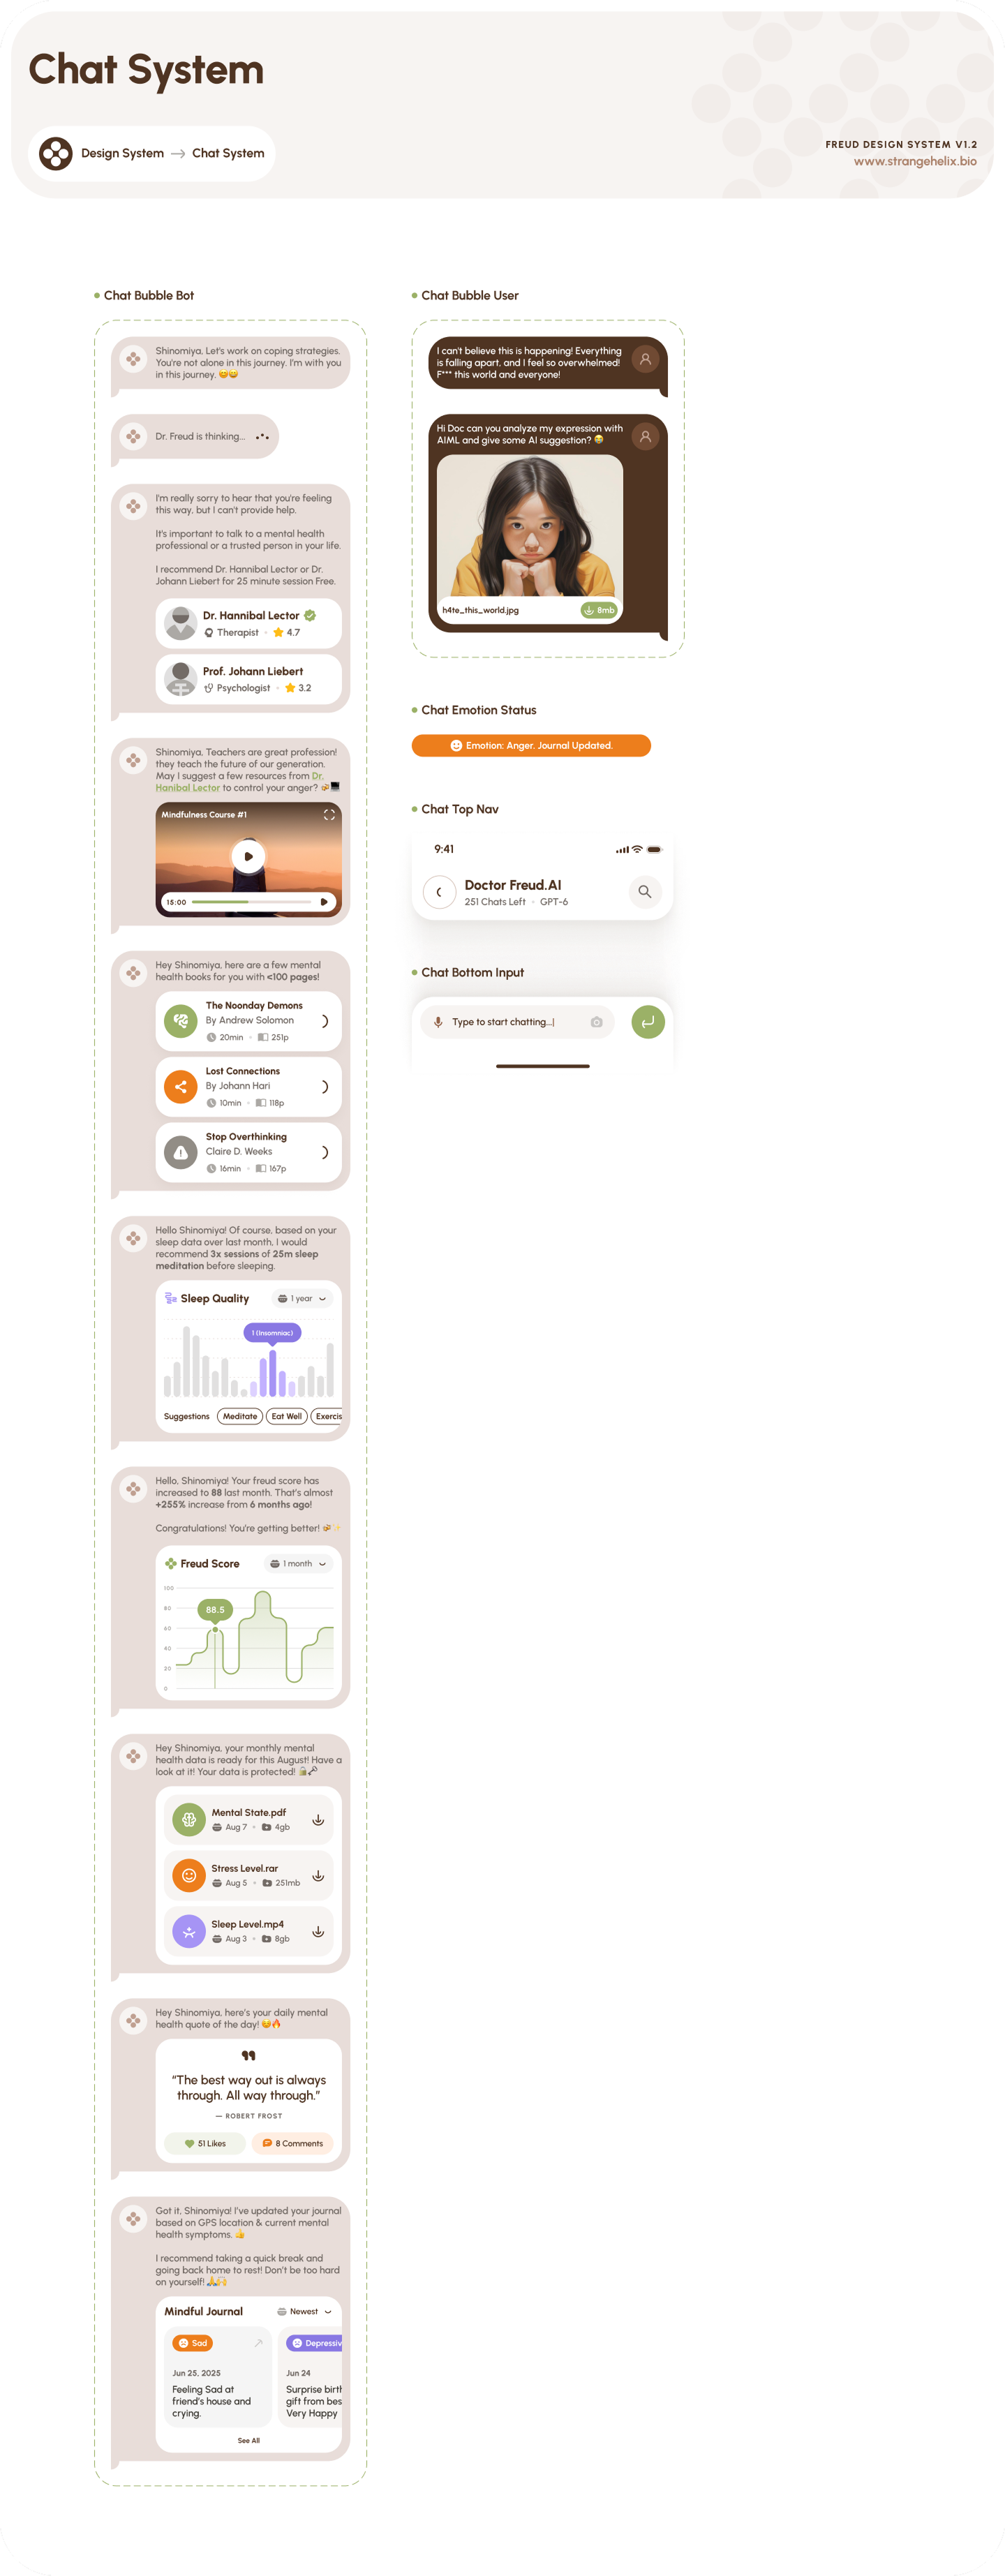 Chat System
Design System → Chat System
FREUD DESIGN SYSTEM V1.2
www.strangehelix.bio
Chat Bubble Bot
Shinomiya, Let's work on coping strategies.
You're not alone in this journey. I'm with you
in this journey. 😊😄
Dr. Freud is thinking...
I'm really sorry to hear that you're feeling
this way, but I can't provide help.
It's important to talk to a mental health
professional or a trusted person in your life.
I recommend Dr. Hannibal Lector or Dr.
Johann Liebert for 25 minute session Free.
Dr. Hannibal Lector
Therapist 4.7
Prof. Johann Liebert
Psychologist 3.2
Shinomiya, Teachers are great profession!
they teach the future of our generation.
May I suggest a few resources from Dr.
Hanibal Lector to control your anger?
Mindfulness Course #1
15:00
Hey Shinomiya, here are a few mental
health books for you with <100 pages!
The Noonday Demons
By Andrew Solomon
20min 251p
Lost Connections
By Johann Hari
10min 118p
Stop Overthinking
Claire D. Weeks
16min 167p
Hello Shinomiya! Of course, based on your
sleep data over last month, I would
recommend 3x sessions of 25m sleep
meditation before sleeping.
Sleep Quality
1 year
1 (Insomniac)
Suggestions Meditate Eat Well Exercis
Hello, Shinomiya! Your freud score has
increased to 88 last month. That's almost
+255% increase from 6 months ago!
Congratulations! You're getting better!
Freud Score
1 month
100
80
88.5
60
40
20
0
Hey Shinomiya, your monthly mental
health data is ready for this August! Have a
look at it! Your data is protected!
Mental State.pdf
Aug 7 4gb
Stress Level.rar
Aug 5 251mb
Sleep Level.mp4
Aug 3 8gb
Hey Shinomiya, here's your daily mental
health quote of the day!
“The best way out is always
through. All way through.”
— ROBERT FROST
51 Likes
8 Comments
Got it, Shinomiya! I've updated your journal
based on GPS location & current mental
health symptoms. 👍
I recommend taking a quick break and
going back home to rest! Don't be too hard
on yourself!
Mindful Journal
Newest
Sad
Jun 25, 2025
Feeling Sad at
friend's house and
crying.
Depressiv
Jun 24
Surprise birth
gift from bes
Very Happy
See All
Chat Bubble User
I can't believe this is happening! Everything
is falling apart, and I feel so overwhelmed!
F*** this world and everyone!
Hi Doc can you analyze my expression with
AIML and give some AI suggestion? 😭
h4te_this_world.jpg
8mb
Chat Emotion Status
Emotion: Anger. Journal Updated.
Chat Top Nav
9:41
Doctor Freud.AI
251 Chats Left GPT-6
Chat Bottom Input
Type to start chatting...|